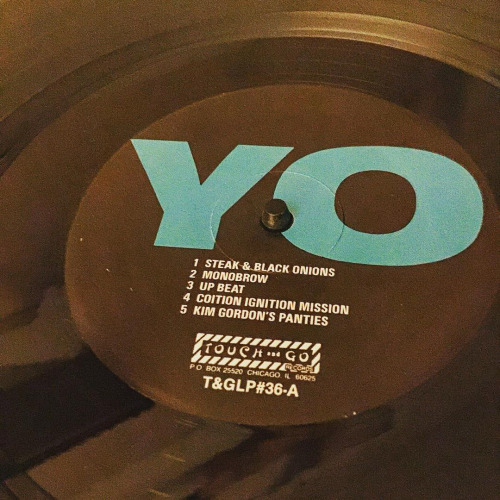 YO
1 STEAK & BLACK ONIONS
2 MONOBROW
3 UP BEAT
4 COITION IGNITION MISSION
5 KIM GORDON'S PANTIES
TOUCH AND GO
RECORDS
P O BOX 25520 CHICAGO IL 60625
T&GLP#36-A